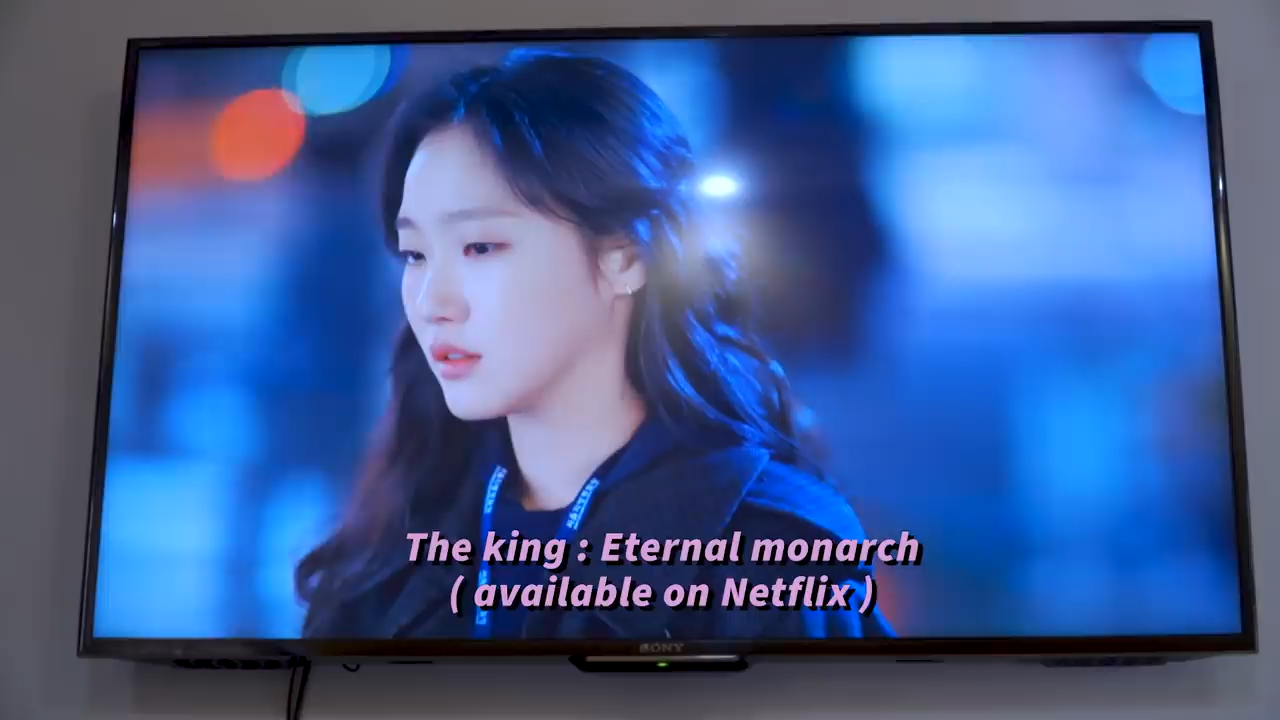 The king : Eternal monarch
( available on Netflix )
SONY